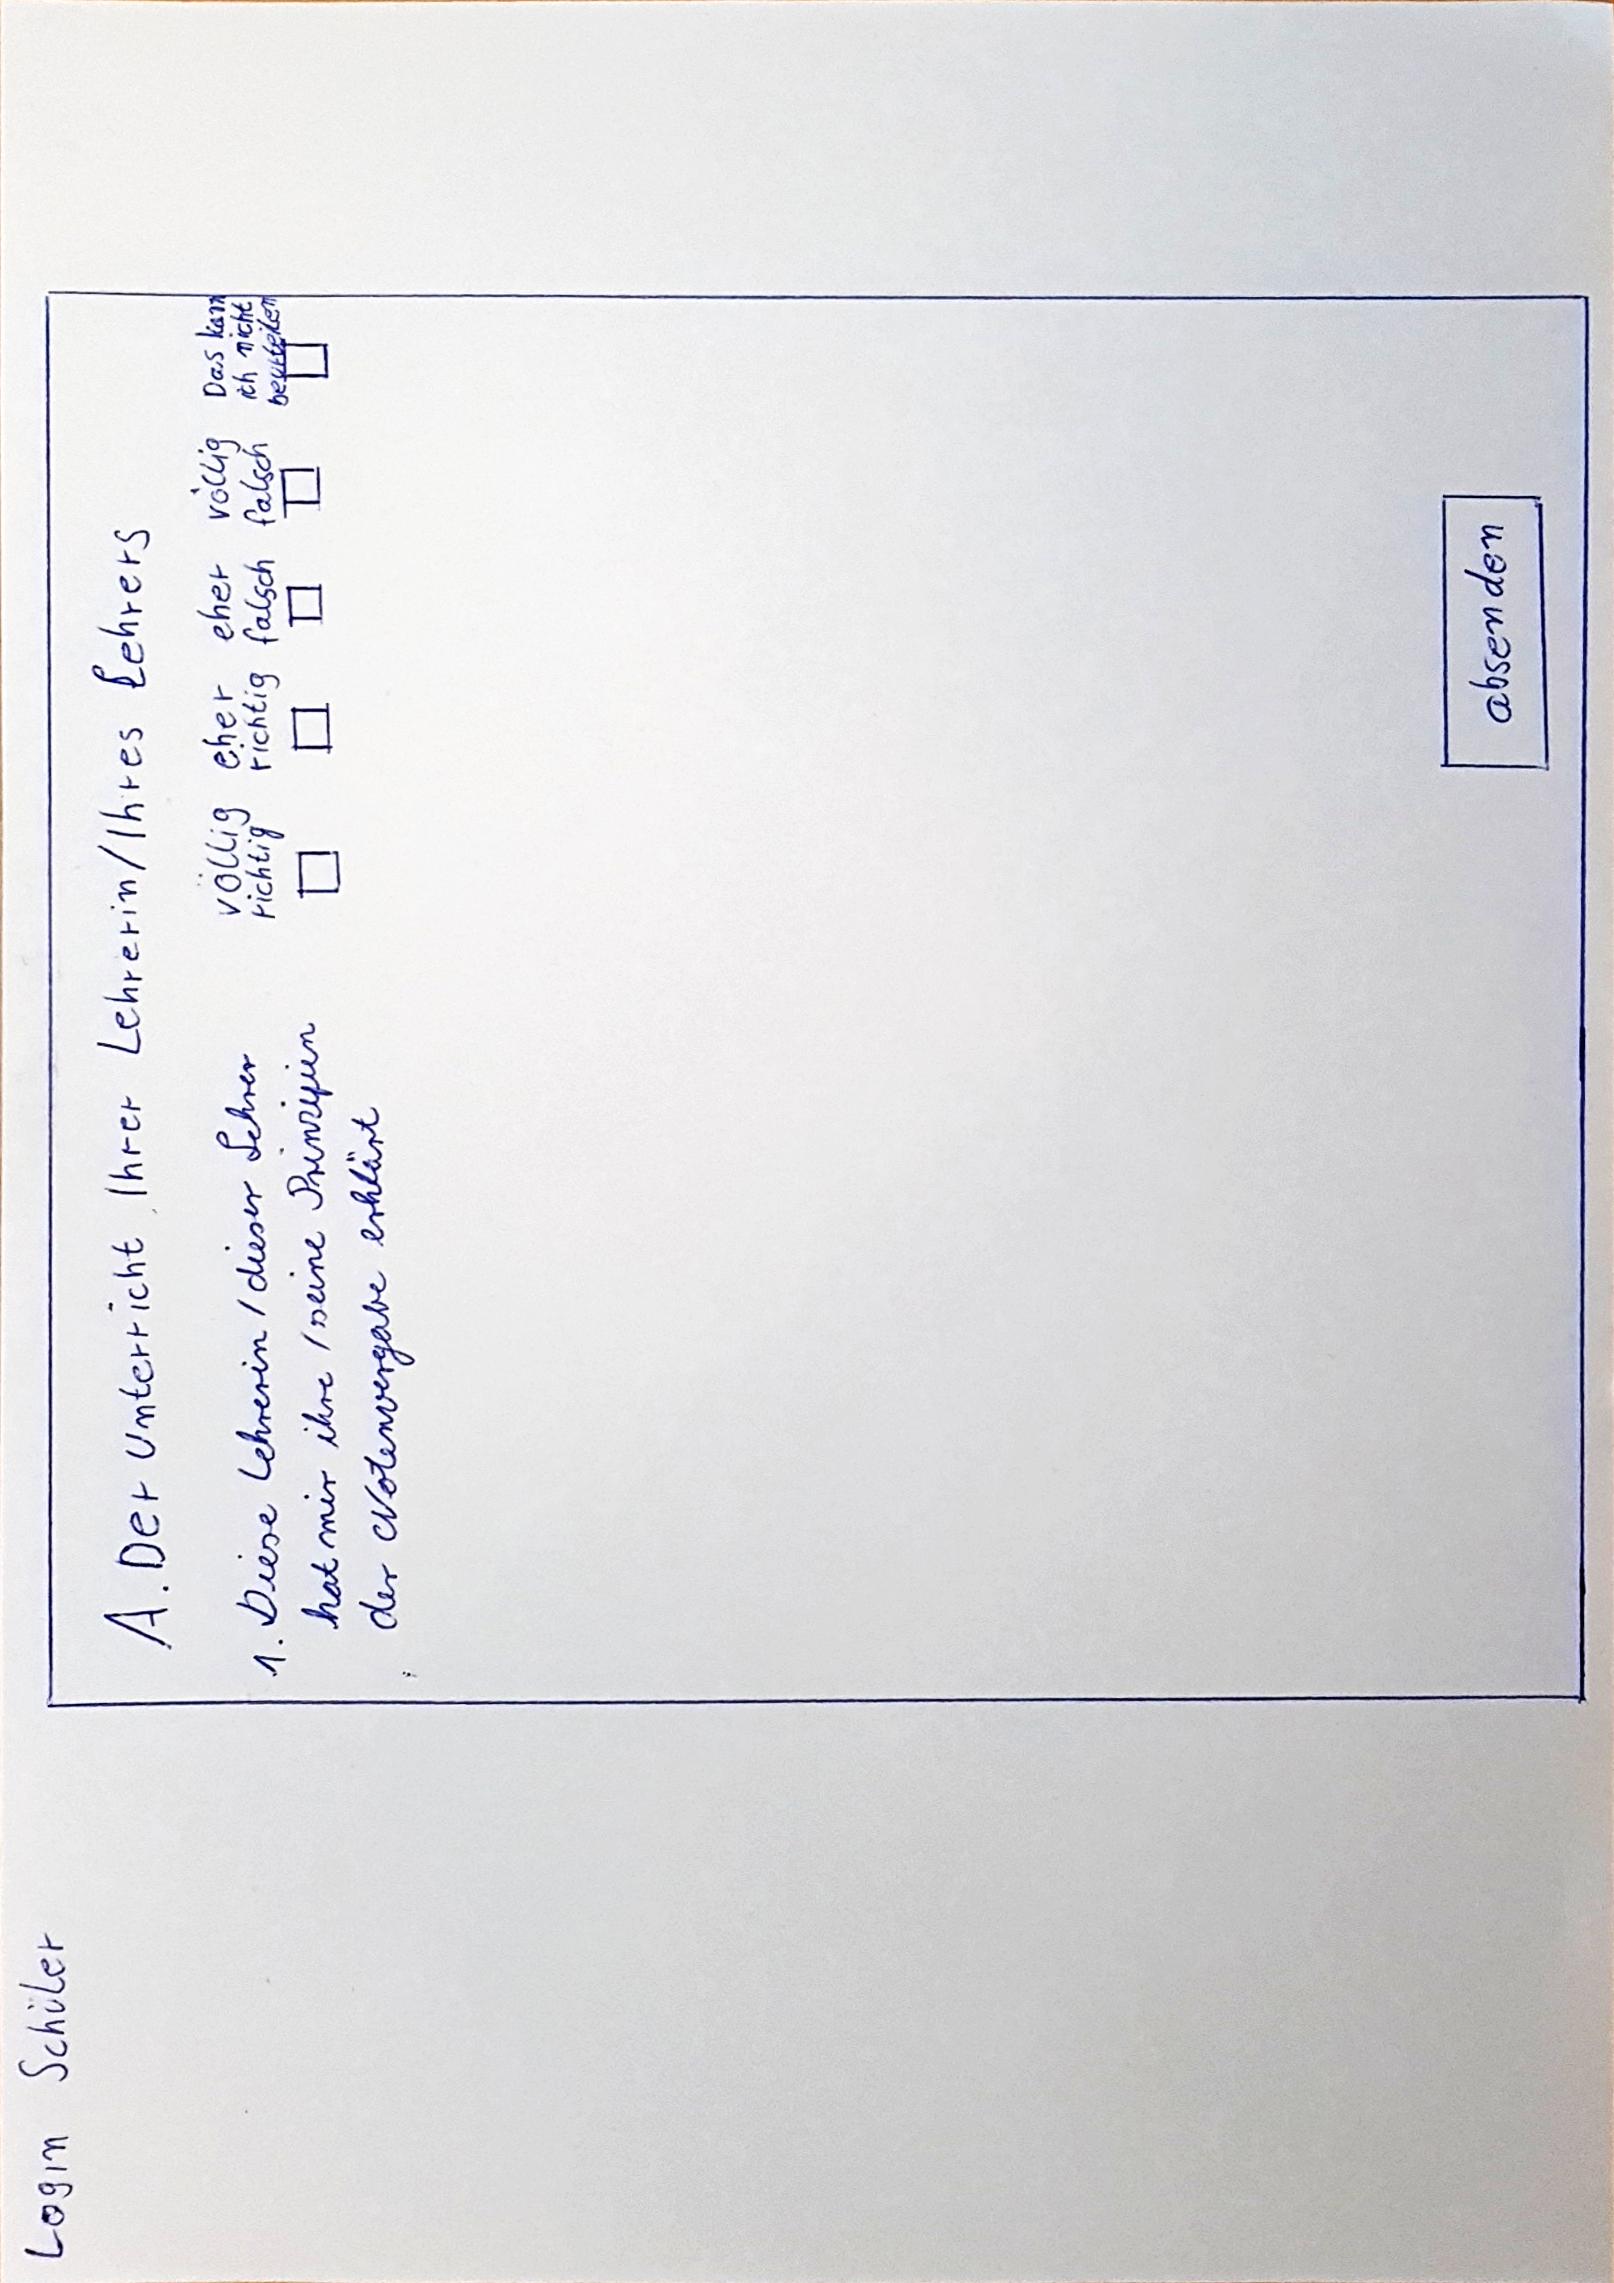 Login Schüler
A. Der Unterricht Ihrer Lehrerin/Ihres Lehrers
1. Diese Lehrerin / dieser Lehrer
hat mir ihre / seine Prinzipien
der Notenvergabe erklärt
völlig
richtig
eher
richtig
eher
falsch
völlig
falsch
Das kann
ich nicht
beurteilen
absenden